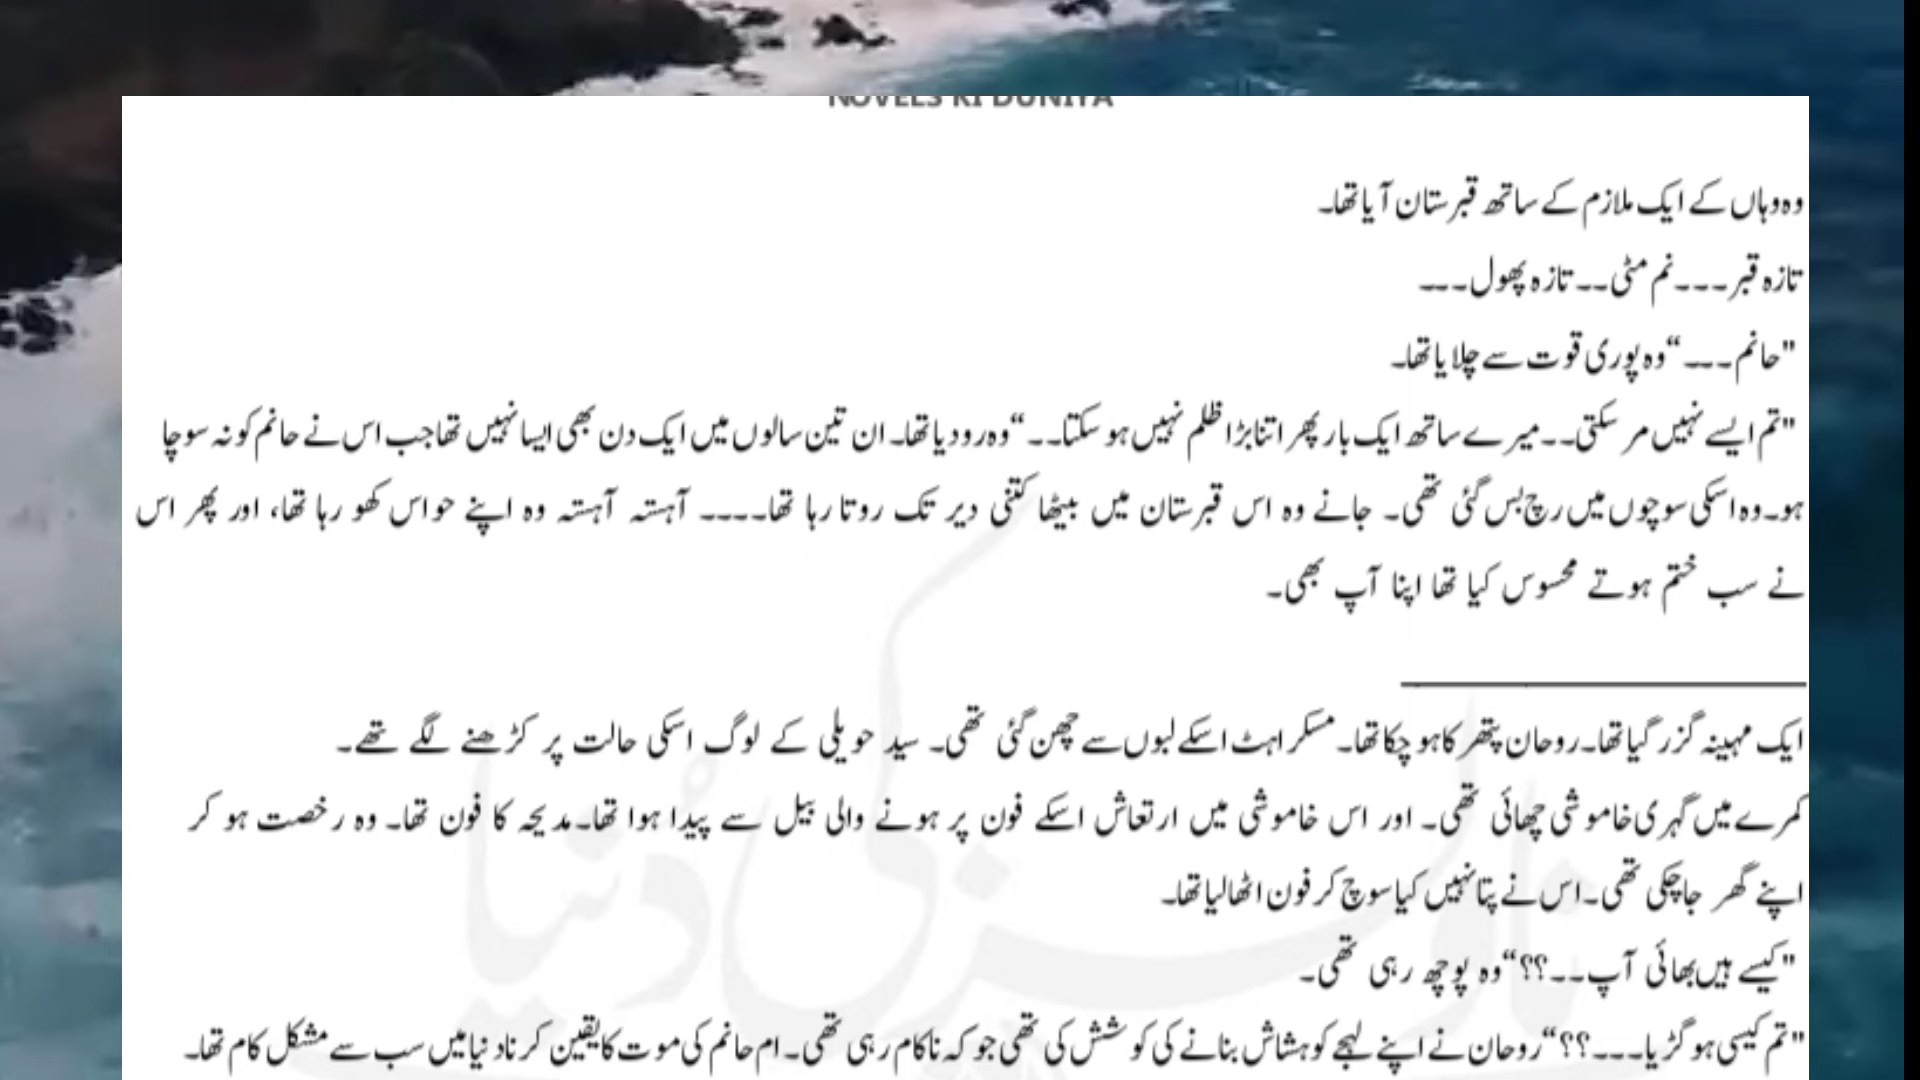 NOVELS KI DUNIYA
وہ وہاں کے ایک ملازم کے ساتھ قبرستان آیا تھا۔
تازہ قبر۔۔۔ نم مٹی۔۔ تازہ پھول۔۔۔
"حانم۔۔۔“ وہ پوری قوت سے چلایا تھا۔
"تم ایسے نہیں مر سکتی۔۔ میرے ساتھ ایک بار پھر اتنا بڑا ظلم نہیں ہو سکتا۔۔“ وہ رو دیا تھا۔ ان تین سالوں میں ایک دن بھی ایسا نہیں تھا جب اس نے حانم کو نہ سوچا
ہو۔ وہ اسکی سوچوں میں رچ بس گئی تھی۔ جانے وہ اس قبرستان میں بیٹھا کتنی دیر تک روتا رہا تھا۔۔۔۔ آہستہ آہستہ وہ اپنے حواس کھو رہا تھا، اور پھر اس
نے سب ختم ہوتے محسوس کیا تھا اپنا آپ بھی۔
ایک مہینہ گزر گیا تھا۔ روحان پتھر کا ہو چکا تھا۔ مسکراہٹ اسکے لبوں سے چھن گئی تھی۔ سید حویلی کے لوگ اسکی حالت پر کڑھنے لگے تھے۔
کمرے میں گہری خاموشی چھائی تھی۔ اور اس خاموشی میں ارتعاش اسکے فون پر ہونے والی بیل سے پیدا ہوا تھا۔ مدیحہ کا فون تھا۔ وہ رخصت ہو کر
اپنے گھر جاچکی تھی۔ اس نے پتا نہیں کیا سوچ کر فون اٹھا لیا تھا۔
"کیسے ہیں بھائی آپ۔۔؟؟“ وہ پوچھ رہی تھی۔
"تم کیسی ہو گڑیا۔۔۔؟؟“ روحان نے اپنے لہجے کو ہشاش بنانے کی کوشش کی تھی جو کہ ناکام رہی تھی۔ ام حانم کی موت کا یقین کرنا دنیا میں سب سے مشکل کام تھا۔
ناولز کی دُنیا